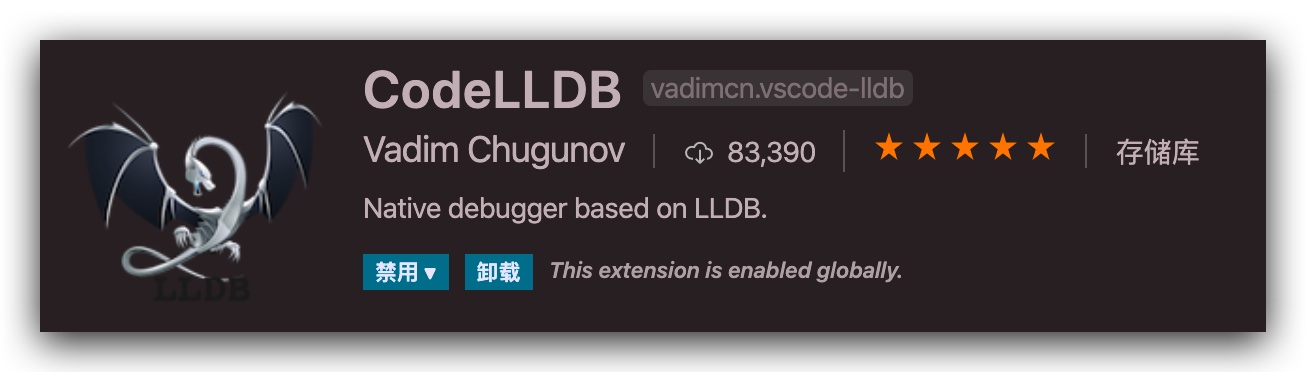 CodeLLDB vadimcn.vscode-lldb
Vadim Chugunov 83,390 存储库
Native debugger based on LLDB.
禁用 卸载 This extension is enabled globally.
LLDB